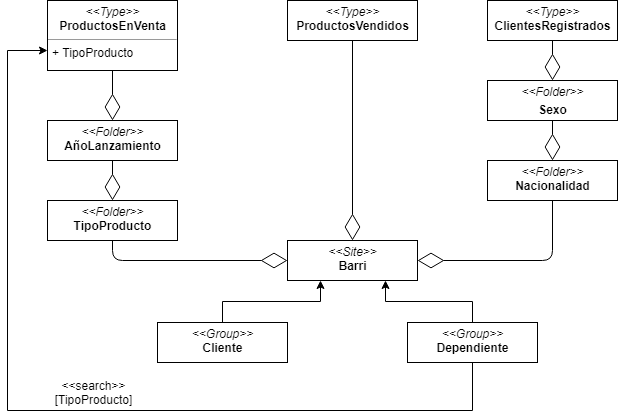 <<Type>>
ProductosEnVenta
+ TipoProducto
<<Type>>
ProductosVendidos
<<Type>>
ClientesRegistrados
<<Folder>>
Sexo
<<Folder>>
AñoLanzamiento
<<Folder>>
Nacionalidad
<<Folder>>
TipoProducto
<<Site>>
Barri
<<Group>>
Cliente
<<Group>>
Dependiente
<<search>>
[TipoProducto]